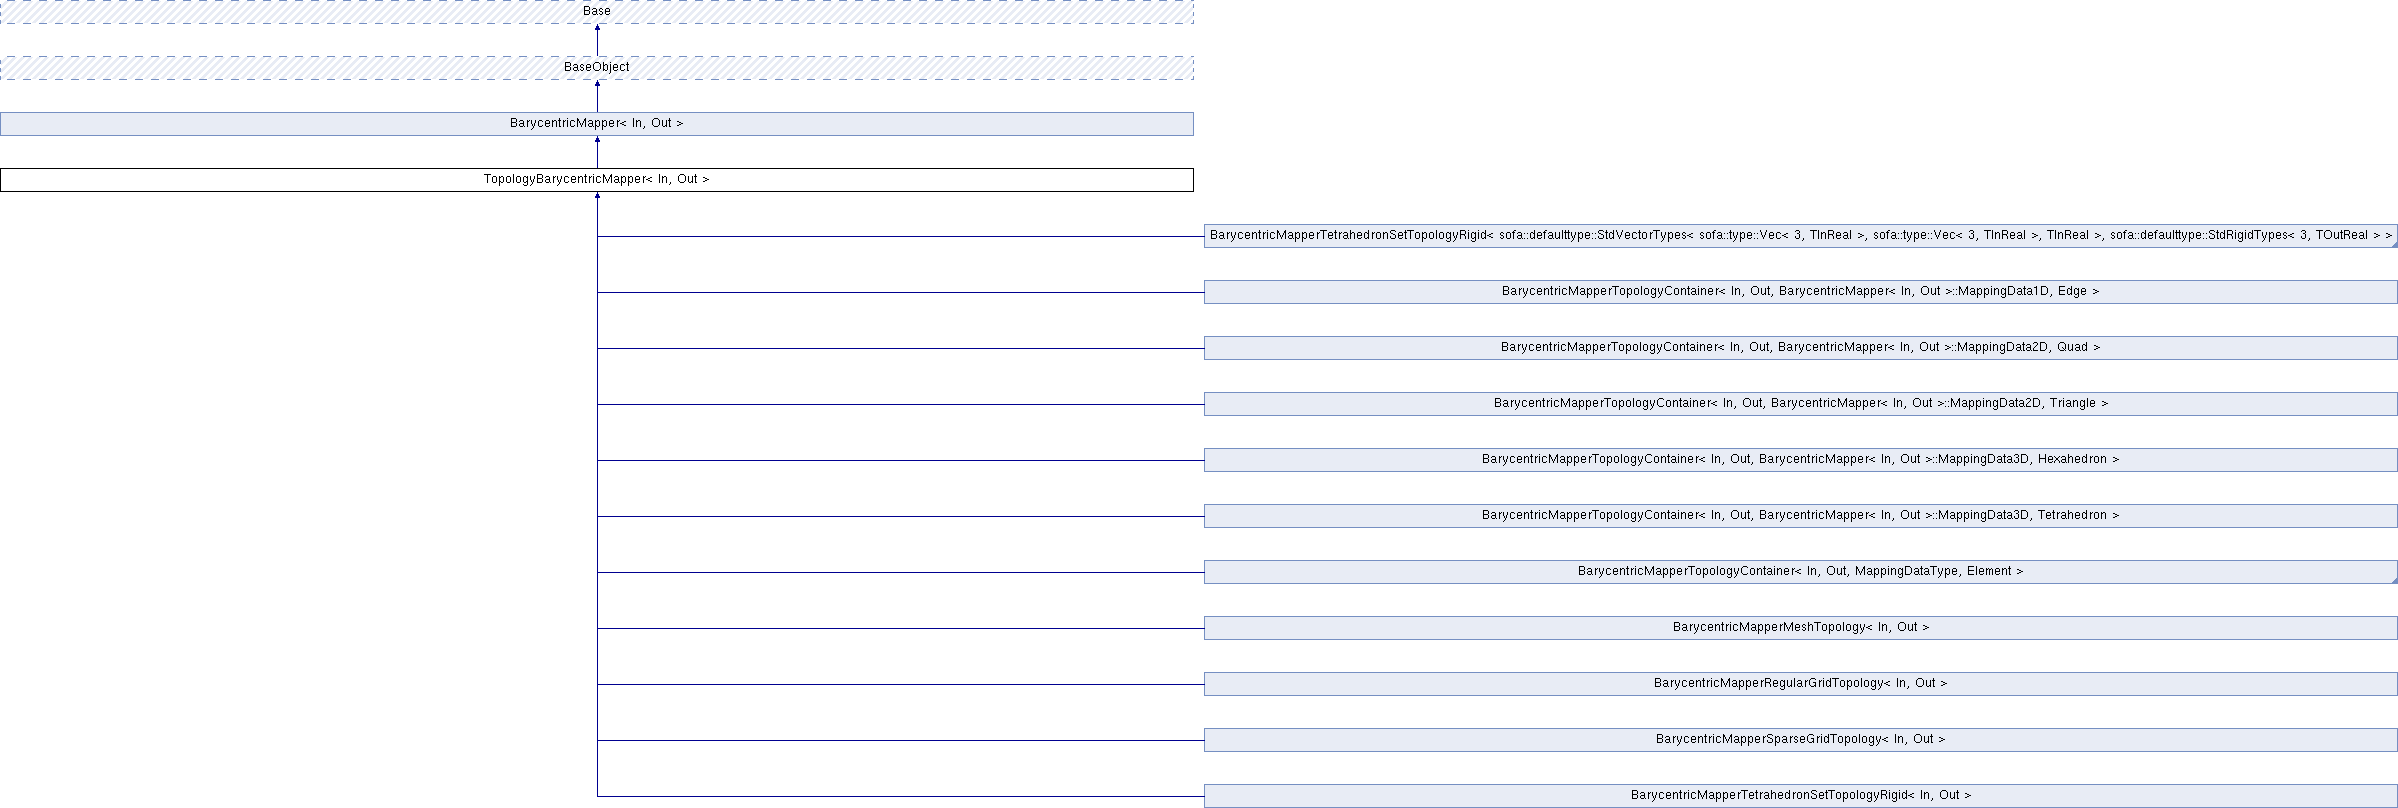 Base
BaseObject
BarycentricMapper< In, Out >
TopologyBarycentricMapper< In, Out >
BarycentricMapperTetrahedronSetTopologyRigid< sofa::defaulttype::StdVectorTypes< sofa::type::Vec< 3, TInReal >, sofa::type::Vec< 3, TInReal >, TInReal >, sofa::defaulttype::StdRigidTypes< 3, TOutReal > >
BarycentricMapperTopologyContainer< In, Out, BarycentricMapper< In, Out >::MappingData1D, Edge >
BarycentricMapperTopologyContainer< In, Out, BarycentricMapper< In, Out >::MappingData2D, Quad >
BarycentricMapperTopologyContainer< In, Out, BarycentricMapper< In, Out >::MappingData2D, Triangle >
BarycentricMapperTopologyContainer< In, Out, BarycentricMapper< In, Out >::MappingData3D, Hexahedron >
BarycentricMapperTopologyContainer< In, Out, BarycentricMapper< In, Out >::MappingData3D, Tetrahedron >
BarycentricMapperTopologyContainer< In, Out, MappingDataType, Element >
BarycentricMapperMeshTopology< In, Out >
BarycentricMapperRegularGridTopology< In, Out >
BarycentricMapperSparseGridTopology< In, Out >
BarycentricMapperTetrahedronSetTopologyRigid< In, Out >